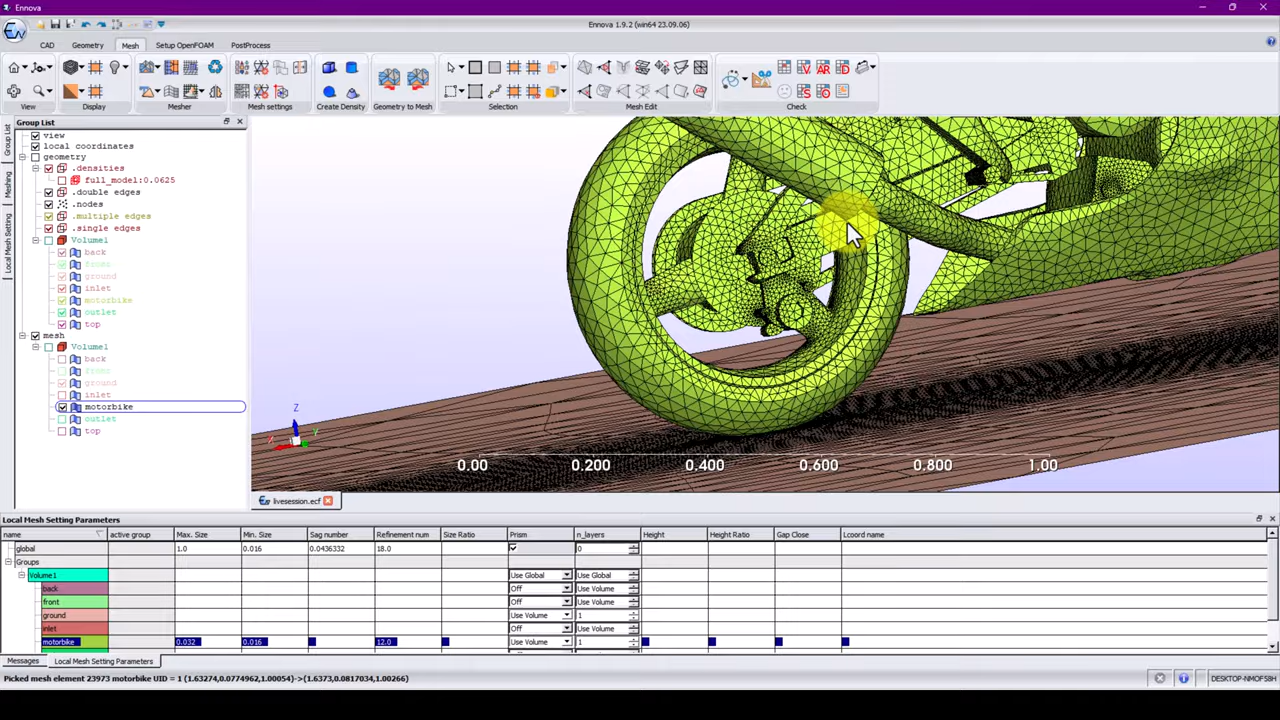 Ennova
Ennova 1.9.2 (win64 23.09.06)
CAD Geometry Mesh Setup OpenFOAM PostProcess
View Display Mesher Mesh settings Create Density Geometry to Mesh Selection Mesh Edit Check
Group List
view
local coordinates
geometry
.densities
full_model:0.0625
.double edges
.nodes
.multiple edges
.single edges
Volume1
back
front
ground
inlet
motorbike
outlet
top
mesh
Volume1
back
front
ground
inlet
motorbike
outlet
top
Group List
Meshing
Local Mesh Setting
Z
Y
X
0.00 0.200 0.400 0.600 0.800 1.00
livesession.ecf
Local Mesh Setting Parameters
name active group Max. Size Min. Size Sag number Refinement num Size Ratio Prism n_layers Height Height Ratio Gap Close Lcoord name
global 1.0 0.016 0.0436332 18.0 0
Groups
Volume1 Use Global Use Global
back Off Use Volume
front Off Use Volume
ground Use Volume 1
inlet Off Use Volume
motorbike 0.032 0.016 12.0 Use Volume 1
Messages Local Mesh Setting Parameters
Picked mesh element 23973 motorbike UID = 1 (1.63274,0.0774962,1.00054)->(1.6373,0.0817034,1.00266)
DESKTOP-NMOF58H